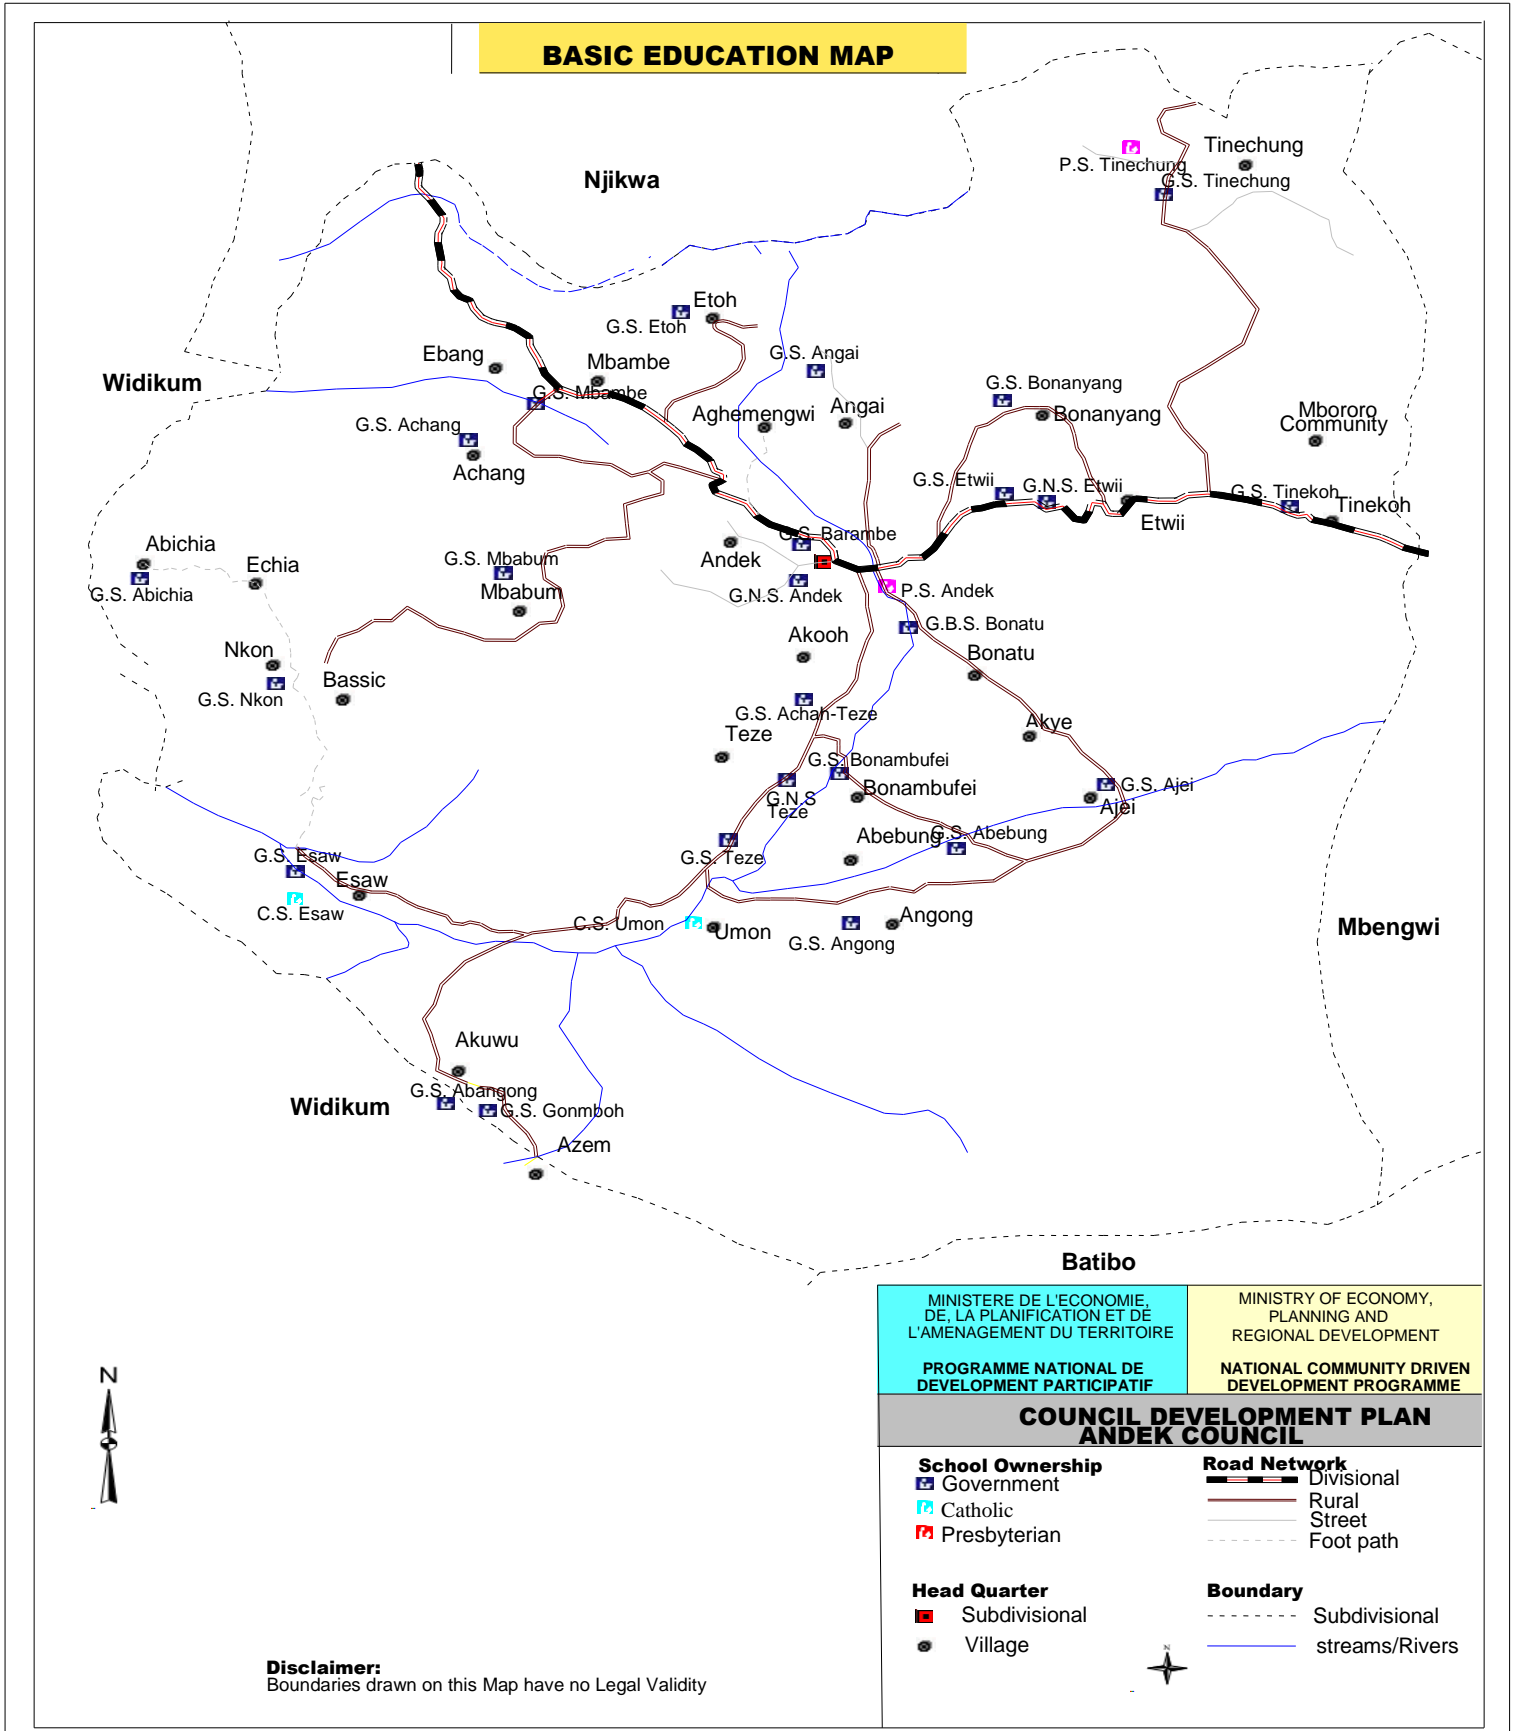 BASIC EDUCATION MAP
Tinechung
P.S. Tinechung
G.S. Tinechung
Njikwa
Etoh
G.S. Etoh
Ebang
Mbambe
G.S. Angai
Widikum
G.S. Mbambe
G.S. Bonanyang
Bonanyang
Aghemengwi
Angai
Mbororo
Community
G.S. Achang
Achang
G.S. Etwii
G.N.S. Etwii
G.S. Tinekoh
Tinekoh
Etwii
G.S. Barambe
Andek
Abichia
Echia
G.S. Mbabum
Mbabum
G.S. Abichia
G.N.S. Andek
P.S. Andek
G.B.S. Bonatu
Akooh
Bonatu
Nkon
Bassic
G.S. Nkon
G.S. Achah-Teze
Teze
Akye
G.S. Bonambufei
G.S. Ajei
Bonambufei
G.N.S
Teze
Ajei
Abebung
G.S. Abebung
G.S. Esaw
G.S. Teze
Esaw
C.S. Esaw
C.S. Umon
Umon
Angong
G.S. Angong
Mbengwi
Akuwu
G.S. Abangong
G.S. Gonmboh
Widikum
Azem
Batibo
MINISTERE DE L'ECONOMIE,
DE, LA PLANIFICATION ET DE
L'AMENAGEMENT DU TERRITOIRE
PROGRAMME NATIONAL DE
DEVELOPMENT PARTICIPATIF
MINISTRY OF ECONOMY,
PLANNING AND
REGIONAL DEVELOPMENT
NATIONAL COMMUNITY DRIVEN
DEVELOPMENT PROGRAMME
COUNCIL DEVELOPMENT PLAN
ANDEK COUNCIL
School Ownership
Government
Catholic
Presbyterian
Road Network
Divisional
Rural
Street
Foot path
Head Quarter
Subdivisional
Village
Boundary
Subdivisional
streams/Rivers
N
N
Disclaimer:
Boundaries drawn on this Map have no Legal Validity